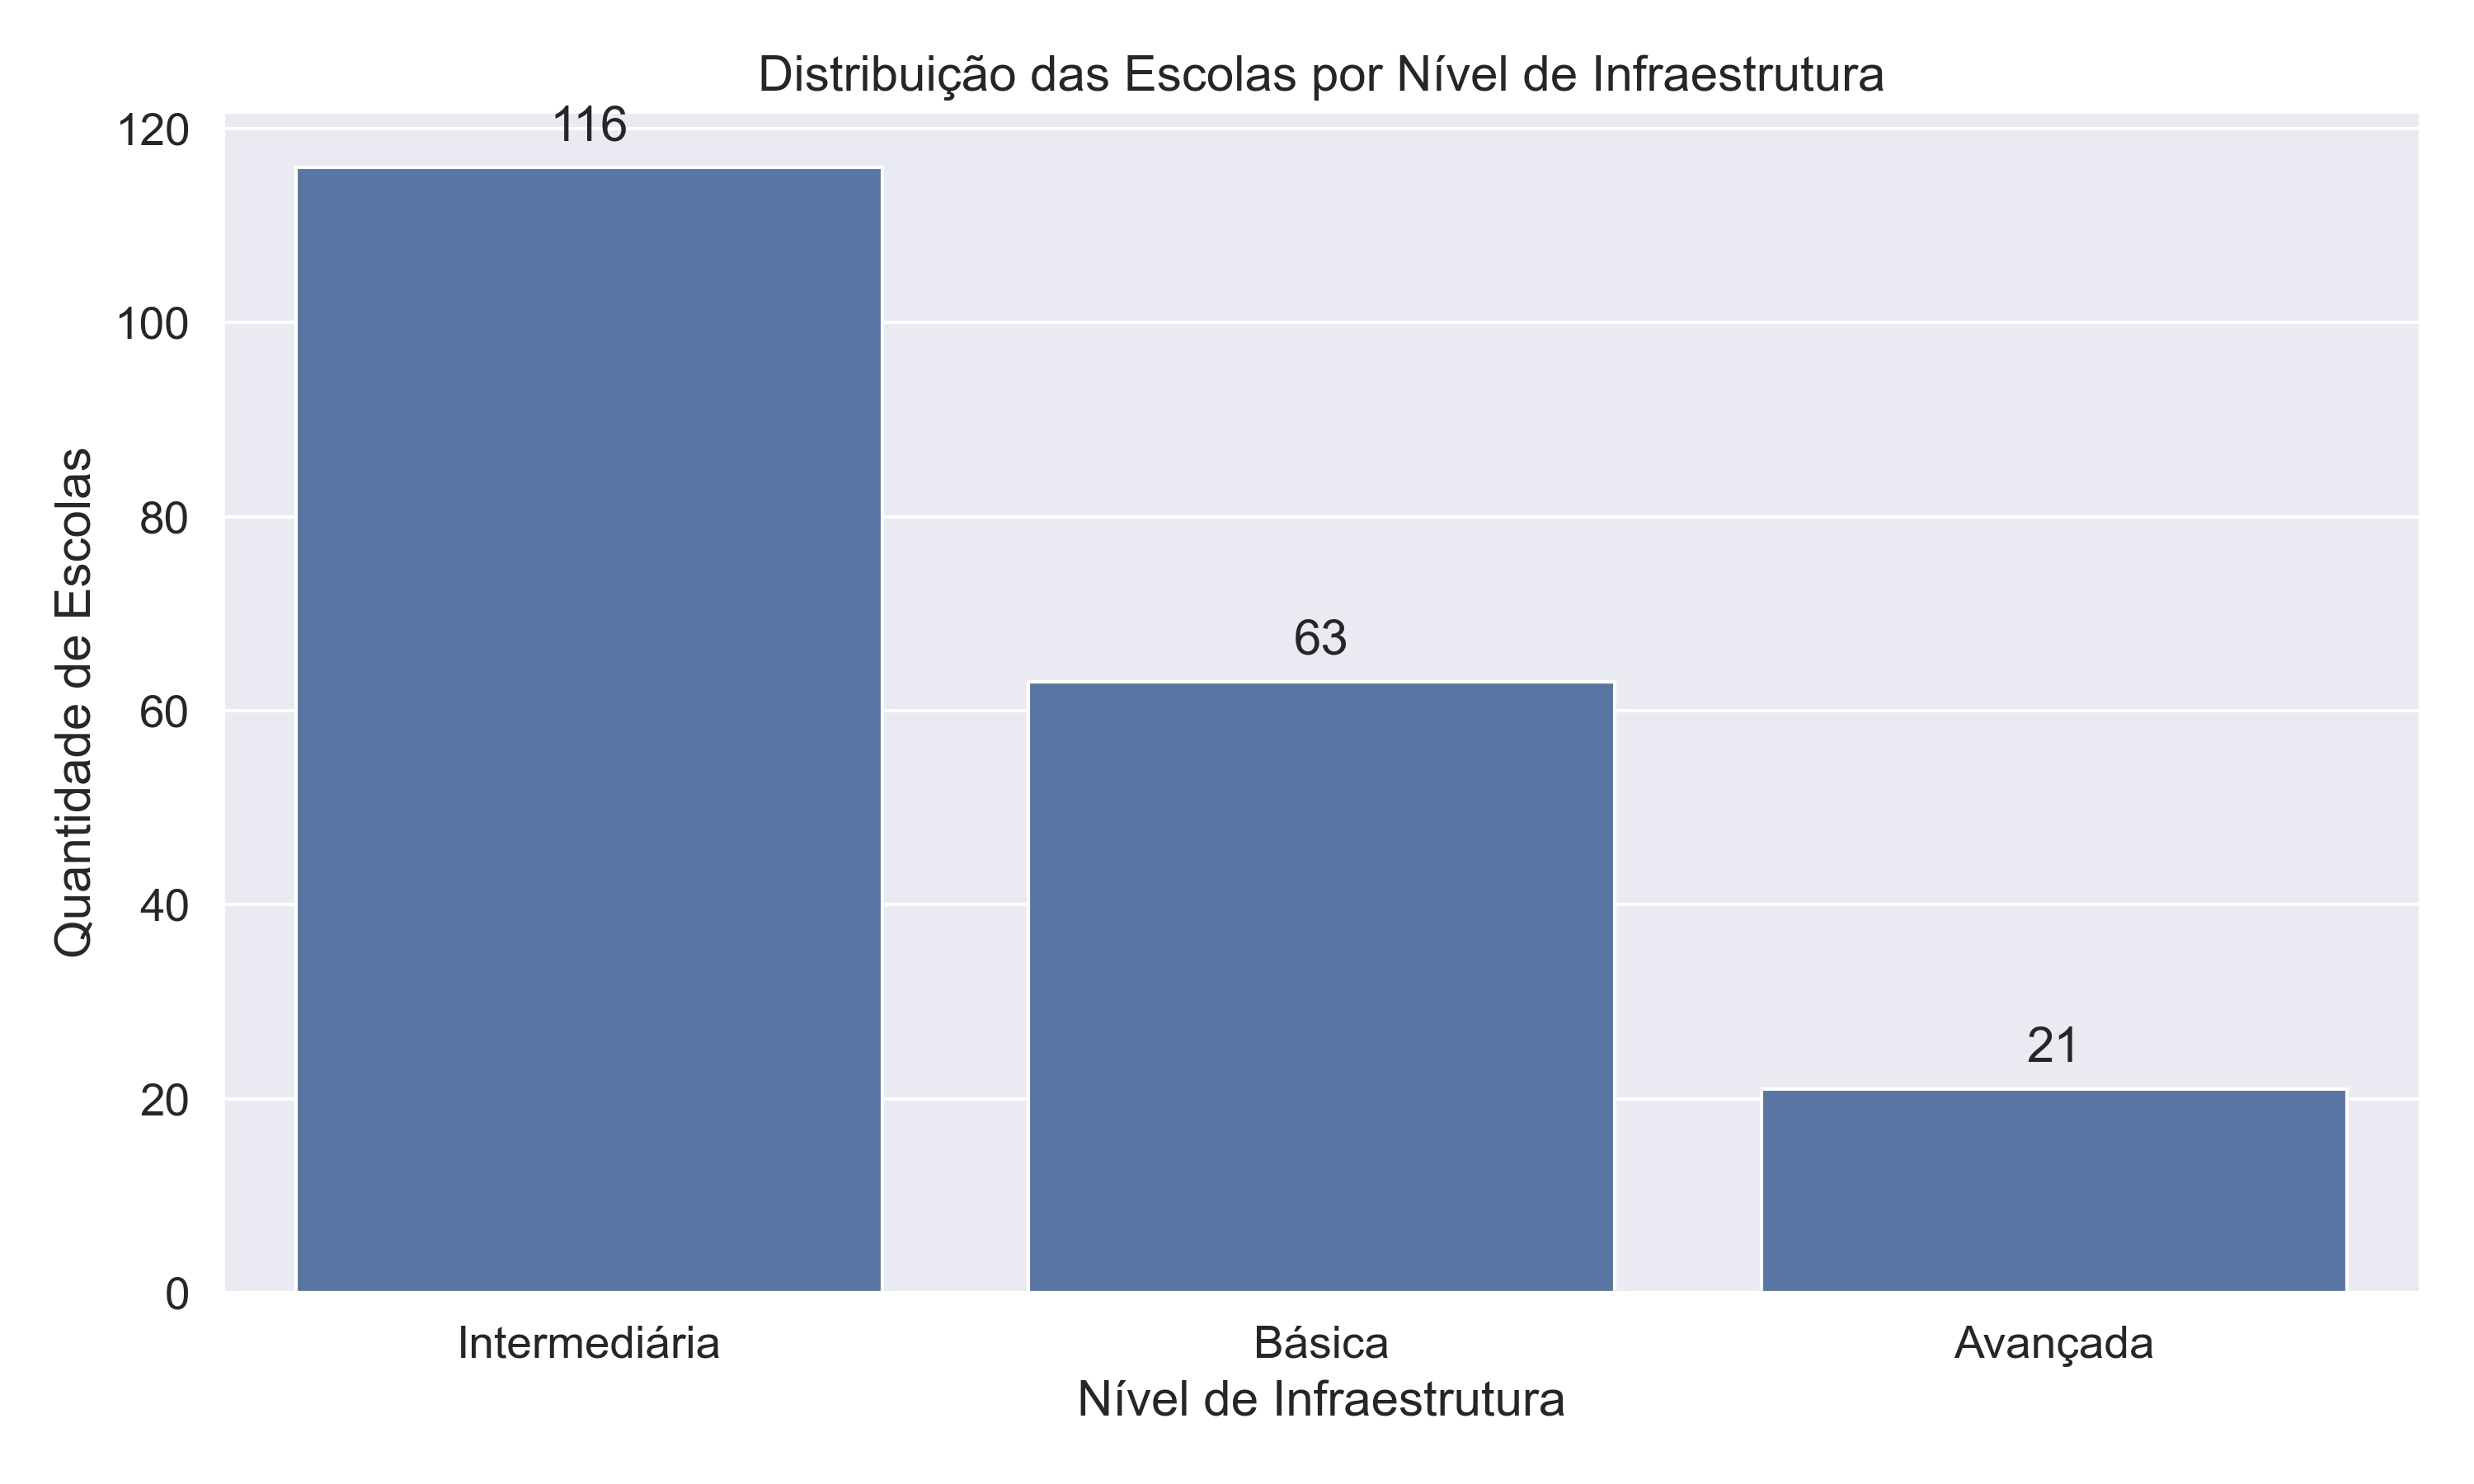 Distribuição das Escolas por Nível de Infraestrutura
116
120
100
80
63
60
40
21
20
0
Quantidade de Escolas
Intermediária
Básica
Avançada
Nível de Infraestrutura